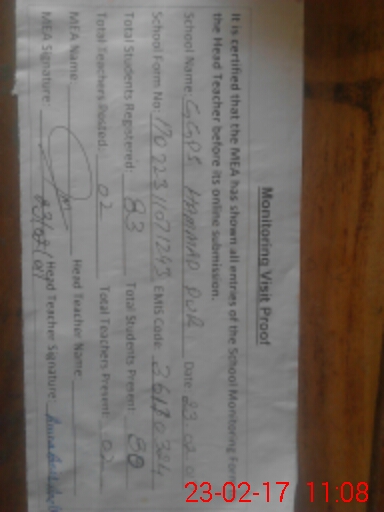 Monitoring Visit Proof
It is certified that the MEA has shown all entries of the School Monitoring Form
the Head Teacher before its online submission.
School Name: GGPS HAMMAD PUR Date 23 02
School Form No: EMIS Code:
Total Students Registered: 83 Total Students Present: 80
Total Teachers Posted: 02 Total Teachers Present: 02
MEA Name: Head Teacher Name
MEA Signature: Head Teacher Signature:
23-02-17 11:08